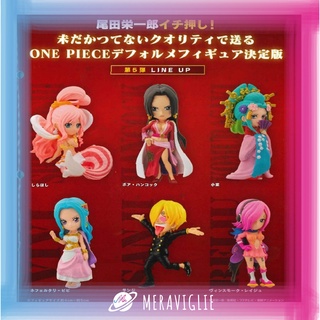 尾田栄一郎イチ押し!
未だかつてないクオリティで送る
ONE PIECEデフォルメフィギュア決定版
第5弾 LINE UP
しらほし
ボア・ハンコック
小紫
ネフェルタリ・ビビ
サンジ
ヴィンスモーク・レイジュ
MERAVIGLIE